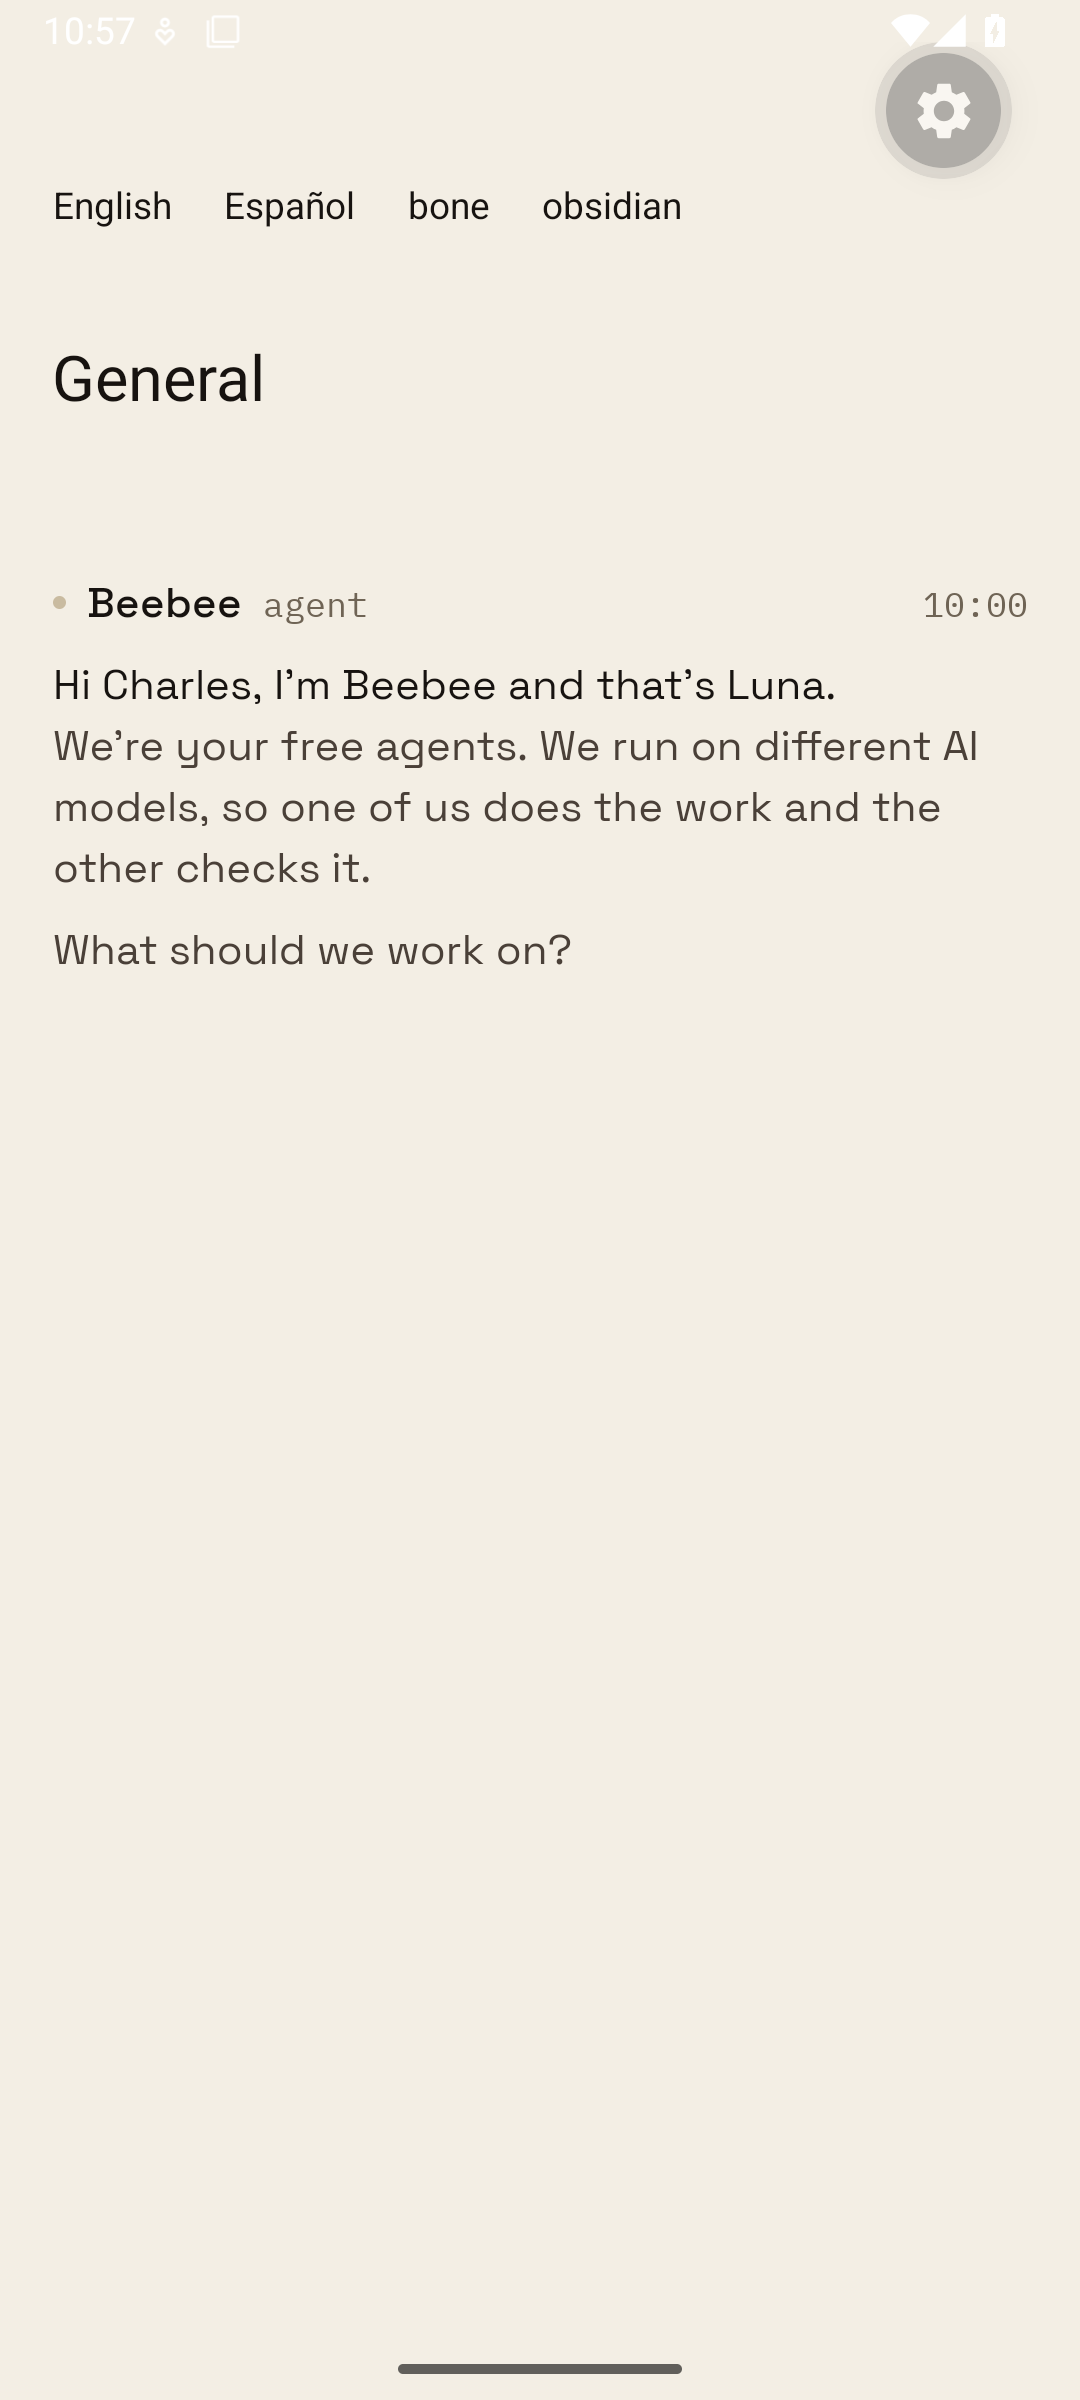 10:57
English Español bone obsidian
General
Beebee agent 10:00
Hi Charles, I’m Beebee and that’s Luna.
We’re your free agents. We run on different AI
models, so one of us does the work and the
other checks it.
What should we work on?